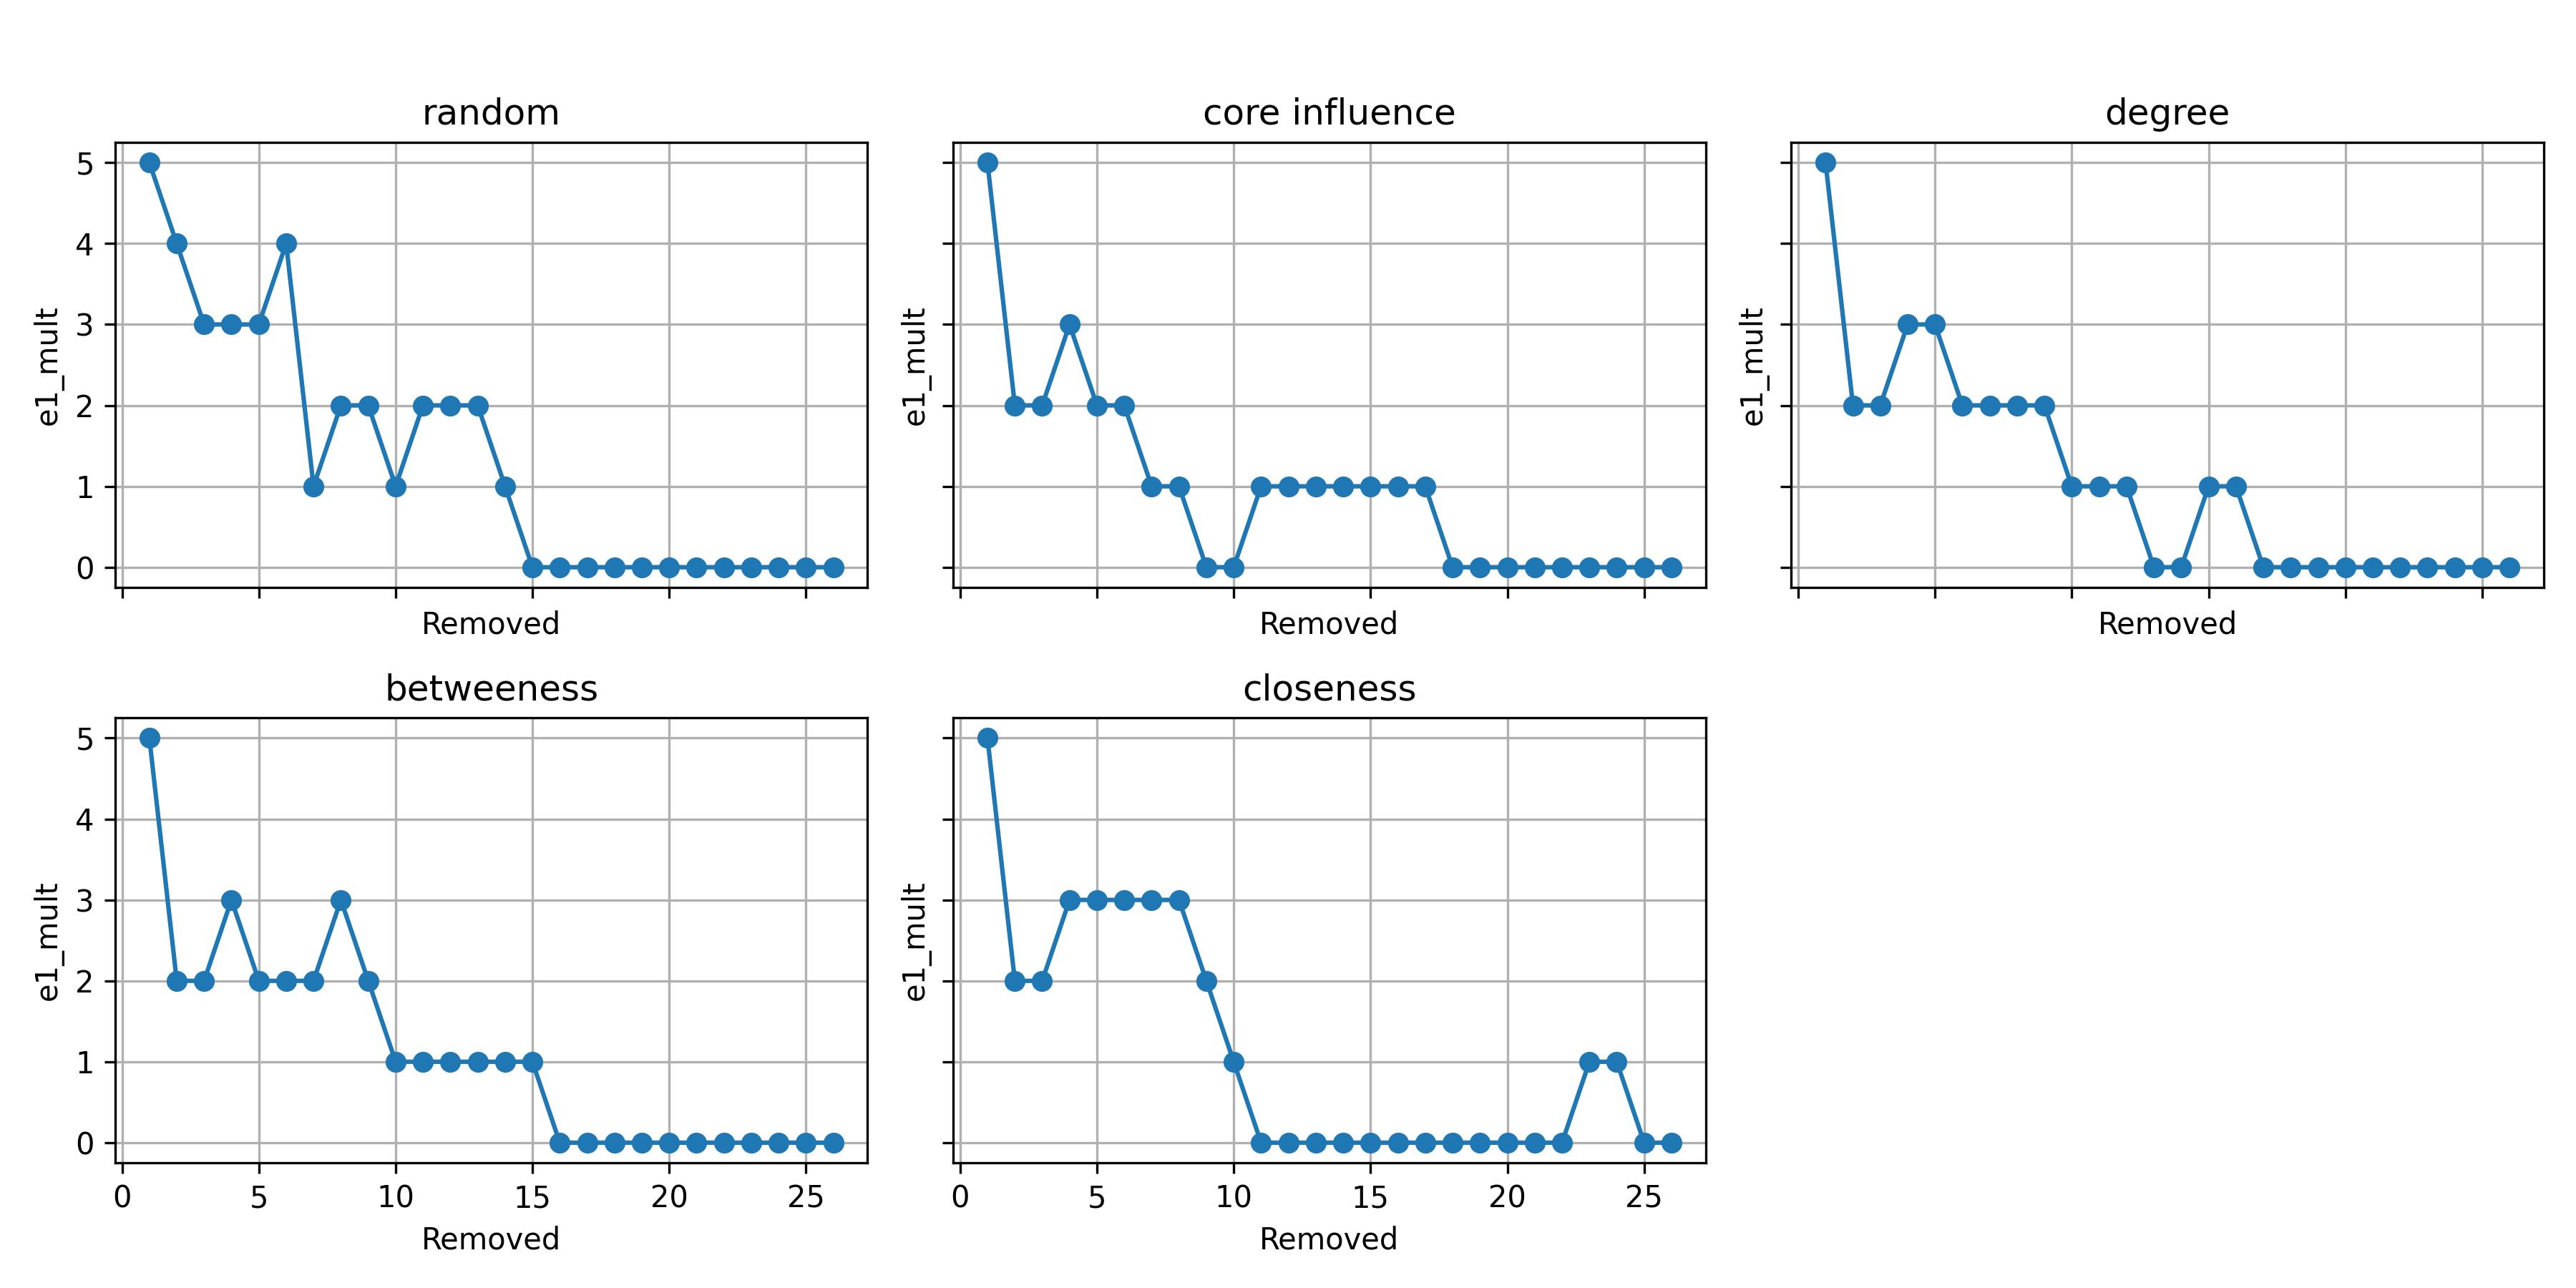 random
5
4
3
2
1
0
e1_mult
Removed
core influence
e1_mult
Removed
degree
e1_mult
Removed
betweeness
5
4
3
2
1
0
e1_mult
0 5 10 15 20 25
Removed
closeness
e1_mult
0 5 10 15 20 25
Removed